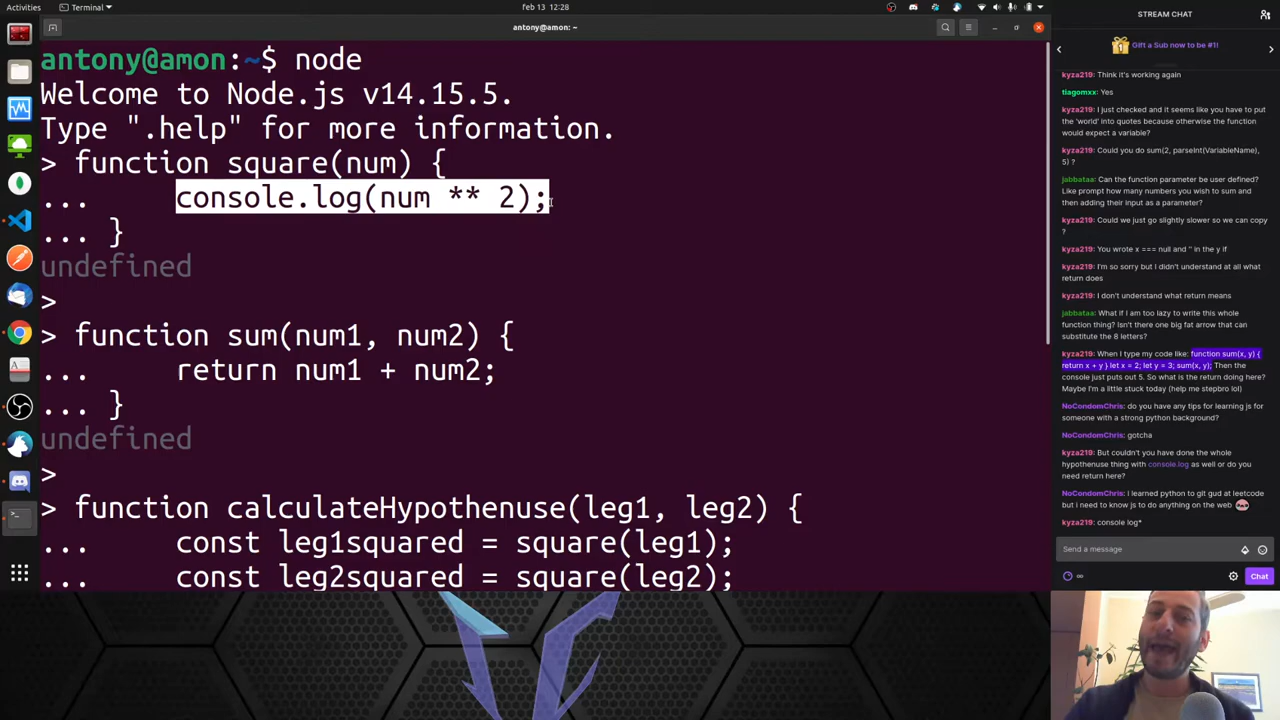 Activities
Terminal
feb 13 12:28
antony@amon: ~
antony@amon:~$ node
Welcome to Node.js v14.15.5.
Type ".help" for more information.
> function square(num) {
... console.log(num ** 2);
... }
undefined
>
> function sum(num1, num2) {
... return num1 + num2;
... }
undefined
>
> function calculateHypothenuse(leg1, leg2) {
... const leg1squared = square(leg1);
... const leg2squared = square(leg2);
STREAM CHAT
Gift a Sub now to be #1!
kyza219: Think it's working again
tiagomxx: Yes
kyza219: I just checked and it seems like you have to put
the 'world' into quotes because otherwise the function
would expect a variable?
kyza219: Could you do sum(2, parseInt(VariableName),
5) ?
jabbataa: Can the function parameter be user defined?
Like prompt how many numbers you wish to sum and
then adding their input as a parameter?
kyza219: Could we just go slightly slower so we can copy
?
kyza219: You wrote x === null and '' in the y if
kyza219: I'm so sorry but I didn't understand at all what
return does
kyza219: I don't understand what return means
jabbataa: What if I am too lazy to write this whole
function thing? Isn't there one big fat arrow that can
substitute the 8 letters?
kyza219: When I type my code like: function sum(x, y) {
return x + y } let x = 2; let y = 3; sum(x, y); Then the
console just puts out 5. So what is the return doing here?
Maybe I'm a little stuck today (help me stepbro lol)
NoCondomChris: do you have any tips for learning js for
someone with a strong python background?
NoCondomChris: gotcha
kyza219: But couldn't you have done the whole
hypothenuse thing with console.log as well or do you
need return here?
NoCondomChris: i learned python to git gud at leetcode
but i need to know js to do anything on the web
kyza219: console log*
Send a message
∞
Chat